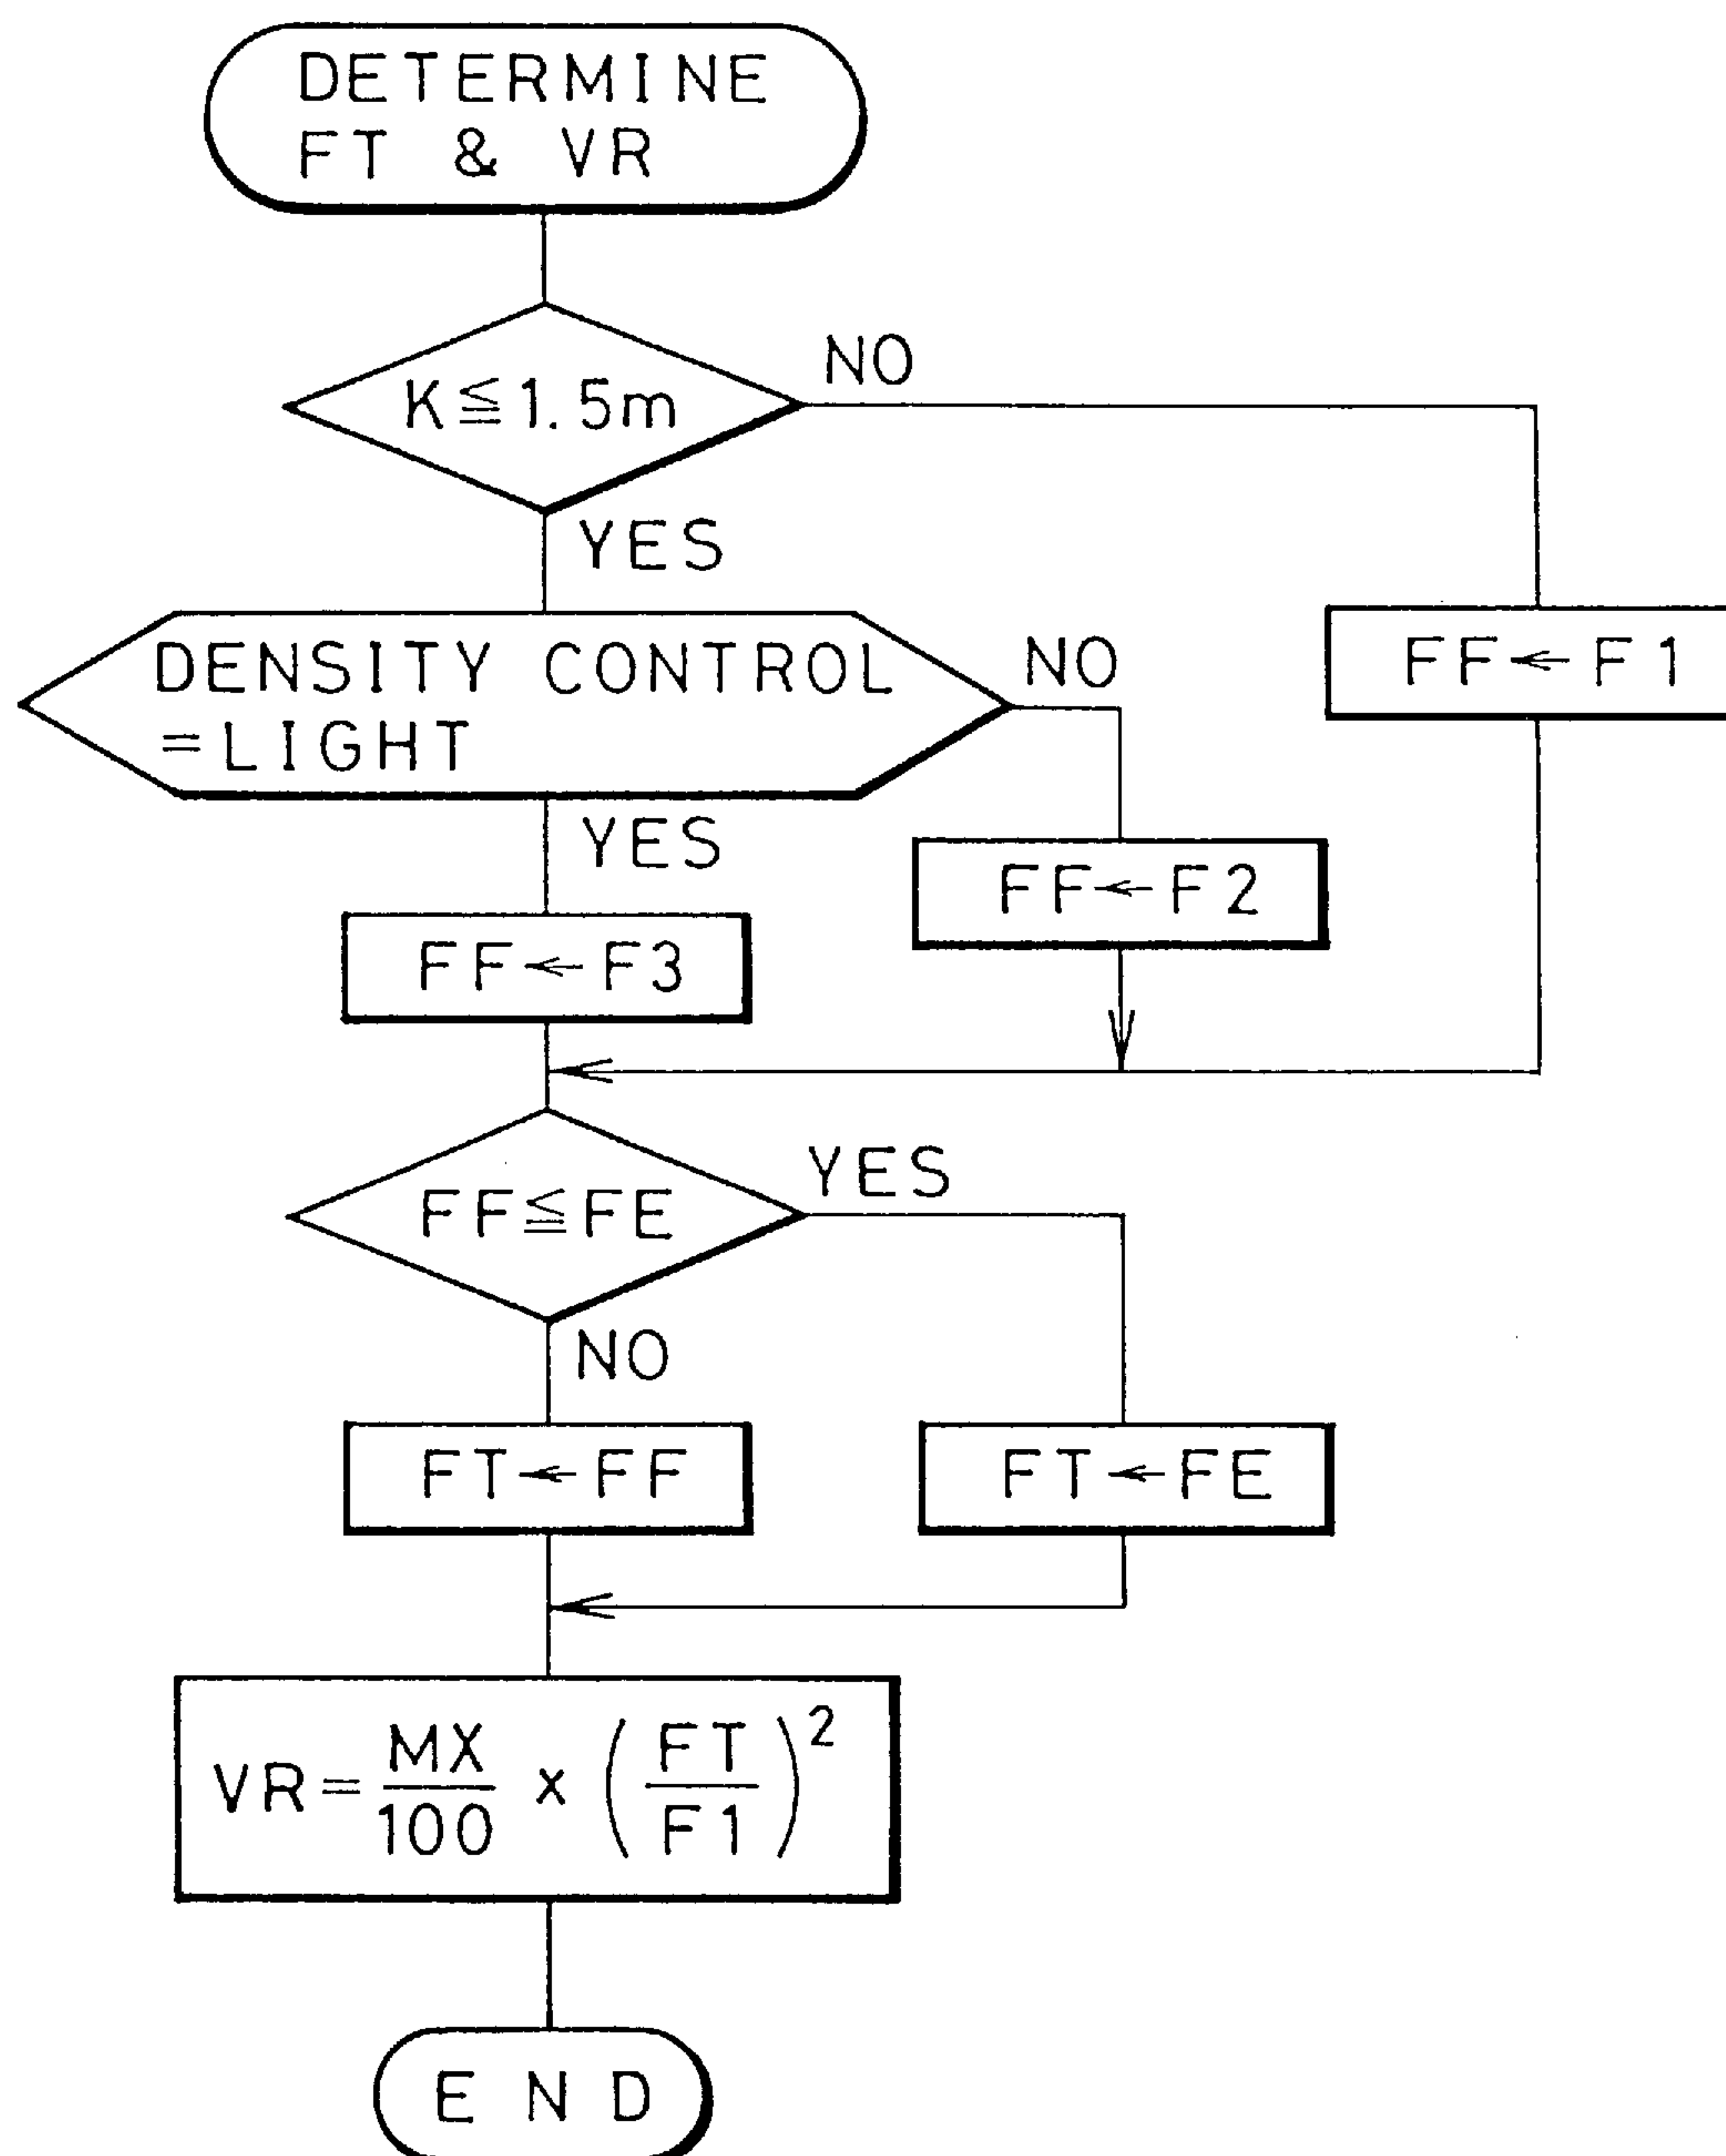 DETERMINE
FT & VR
K≦1.5m
NO
YES
DENSITY CONTROL
=LIGHT
NO
FF←F1
YES
FF←F2
FF←F3
FF≦FE
YES
NO
FT←FF
FT←FE
VR=MX/100 x (FT/F1)²
END